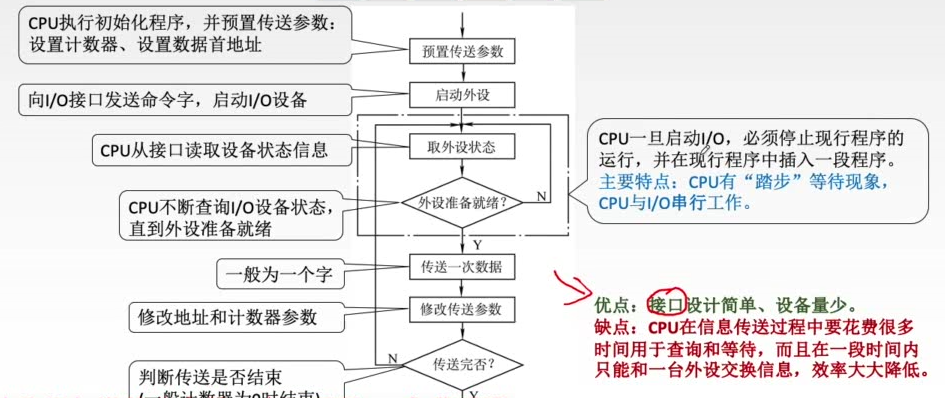 CPU执行初始化程序，并预置传送参数：
设置计数器、设置数据首地址
预置传送参数
向I/O接口发送命令字，启动I/O设备
启动外设
CPU从接口读取设备状态信息
取外设状态
CPU一旦启动I/O，必须停止现行程序的
运行，并在现行程序中插入一段程序。
主要特点：CPU有“踏步”等待现象，
CPU与I/O串行工作。
CPU不断查询I/O设备状态，
直到外设准备就绪
外设准备就绪?
N
Y
一般为一个字
传送一次数据
修改地址和计数器参数
修改传送参数
优点：接口设计简单、设备量少。
缺点：CPU在信息传送过程中要花费很多
时间用于查询和等待，而且在一段时间内
只能和一台外设交换信息，效率大大降低。
N
传送完否?
判断传送是否结束
(一般计数器为0时结束)
Y